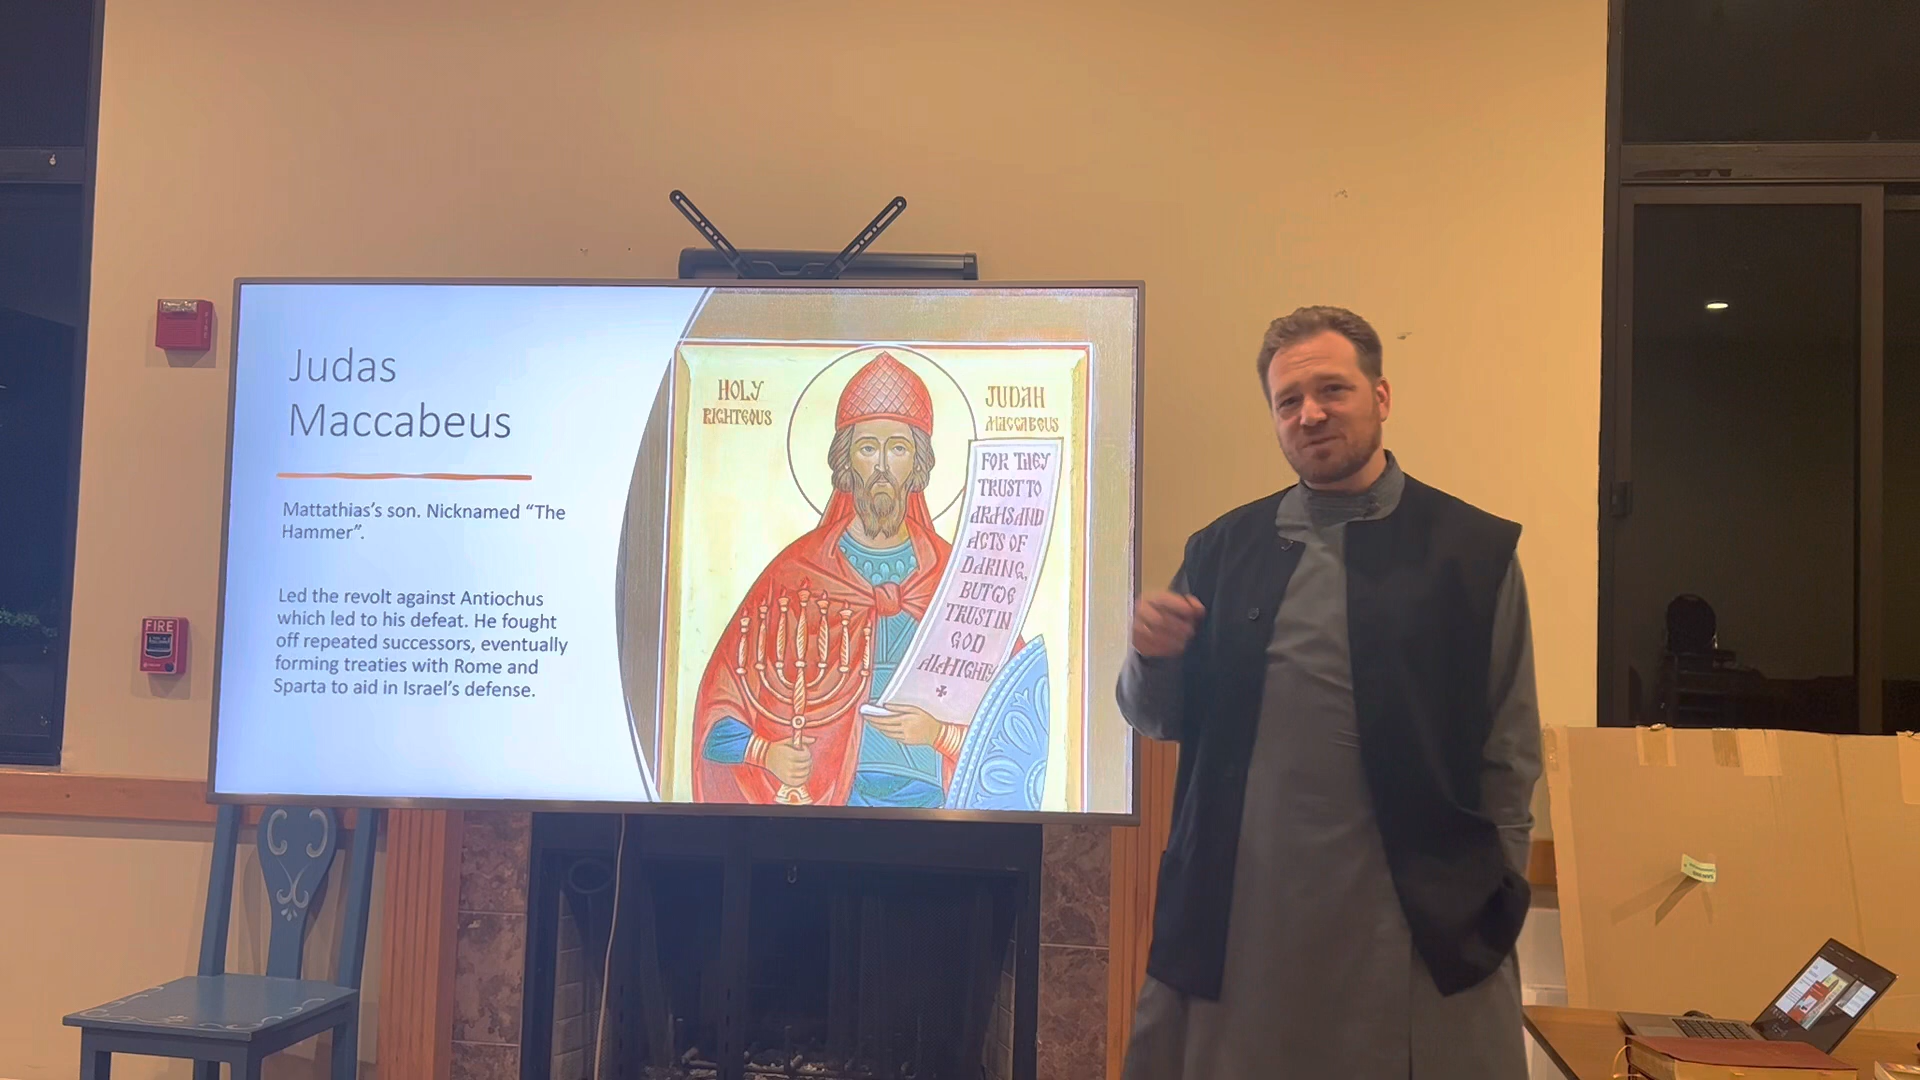 Judas
Maccabeus
Mattathias's son. Nicknamed “The
Hammer”.
Led the revolt against Antiochus
which led to his defeat. He fought
off repeated successors, eventually
forming treaties with Rome and
Sparta to aid in Israel's defense.
HOLY
RIGHTEOUS
JUDAH
MACCABEUS
FOR THEY
TRUST TO
ARMS AND
ACTS OF
DARING,
BUT WE
TRUST IN
GOD
ALMIGHTY
FIRE
FIRE